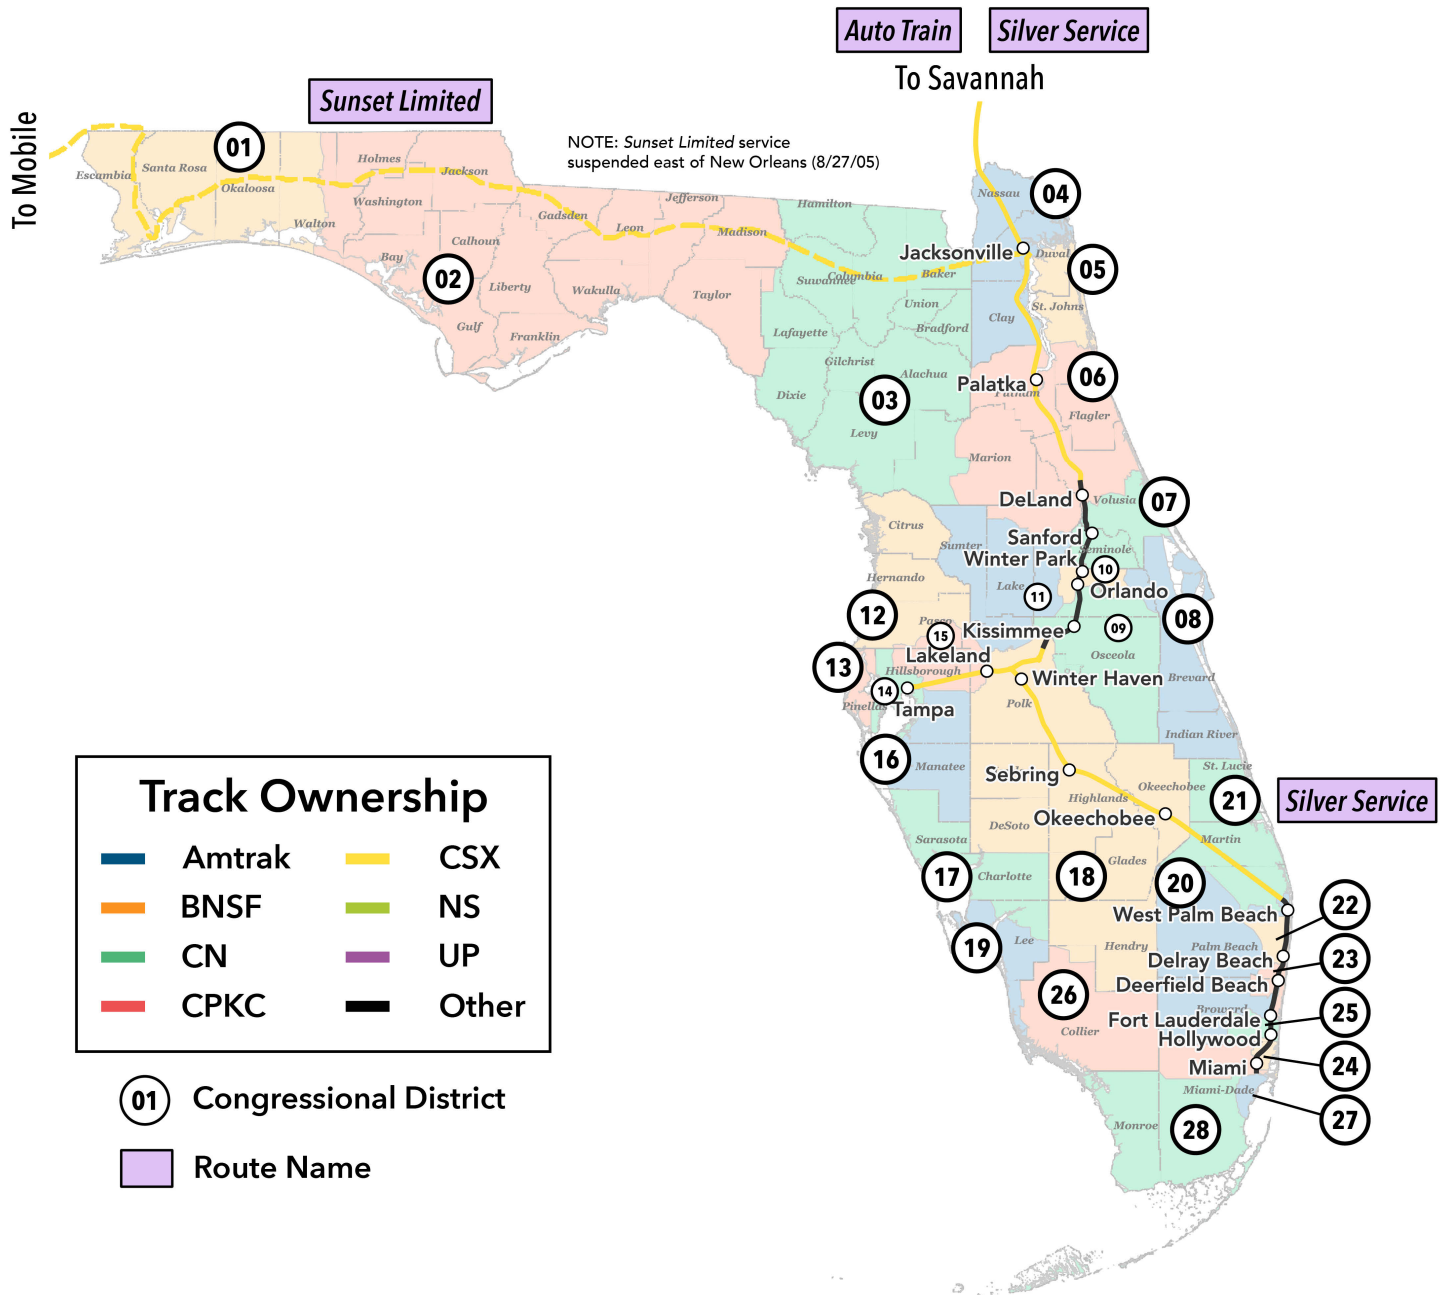 Auto Train
Silver Service
To Savannah
Sunset Limited
To Mobile
NOTE: Sunset Limited service
suspended east of New Orleans (8/27/05)
01
Escambia
Santa Rosa
Okaloosa
Walton
Holmes
Jackson
Washington
Calhoun
Bay
02
Liberty
Gulf
Franklin
Gadsden
Leon
Wakulla
Jefferson
Madison
Taylor
Hamilton
Suwannee
Columbia
Baker
Union
Bradford
Lafayette
Gilchrist
Alachua
Dixie
03
Levy
Nassau
04
Jacksonville
Duval
05
St. Johns
Clay
Palatka
Putnam
06
Flagler
Marion
DeLand
Volusia
07
Citrus
Sumter
Sanford
Seminole
Winter Park
10
Hernando
Lake
11
Orlando
12
Pasco
15
Kissimmee
09
08
Osceola
13
Lakeland
Hillsborough
14
Winter Haven
Brevard
Pinellas
Tampa
Polk
Indian River
16
Manatee
Sebring
St. Lucie
Okeechobee
Highlands
21
Silver Service
DeSoto
Okeechobee
Sarasota
Martin
17
Charlotte
18
Glades
20
West Palm Beach
22
19
Lee
Hendry
Palm Beach
Delray Beach
23
Deerfield Beach
26
Broward
Fort Lauderdale
25
Collier
Hollywood
Miami
24
Miami-Dade
Monroe
28
27
Track Ownership
Amtrak
CSX
BNSF
NS
CN
UP
CPKC
Other
01
Congressional District
Route Name